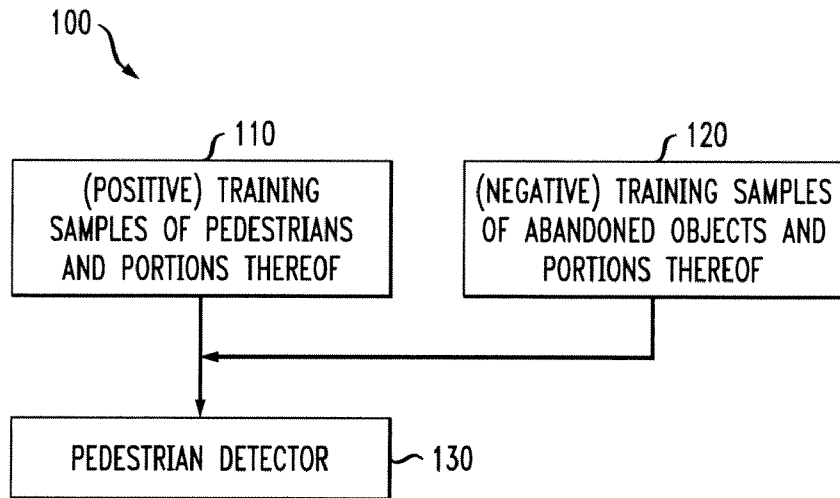 100
110
120
(POSITIVE) TRAINING
SAMPLES OF PEDESTRIANS
AND PORTIONS THEREOF
(NEGATIVE) TRAINING SAMPLES
OF ABANDONED OBJECTS AND
PORTIONS THEREOF
PEDESTRIAN DETECTOR
130